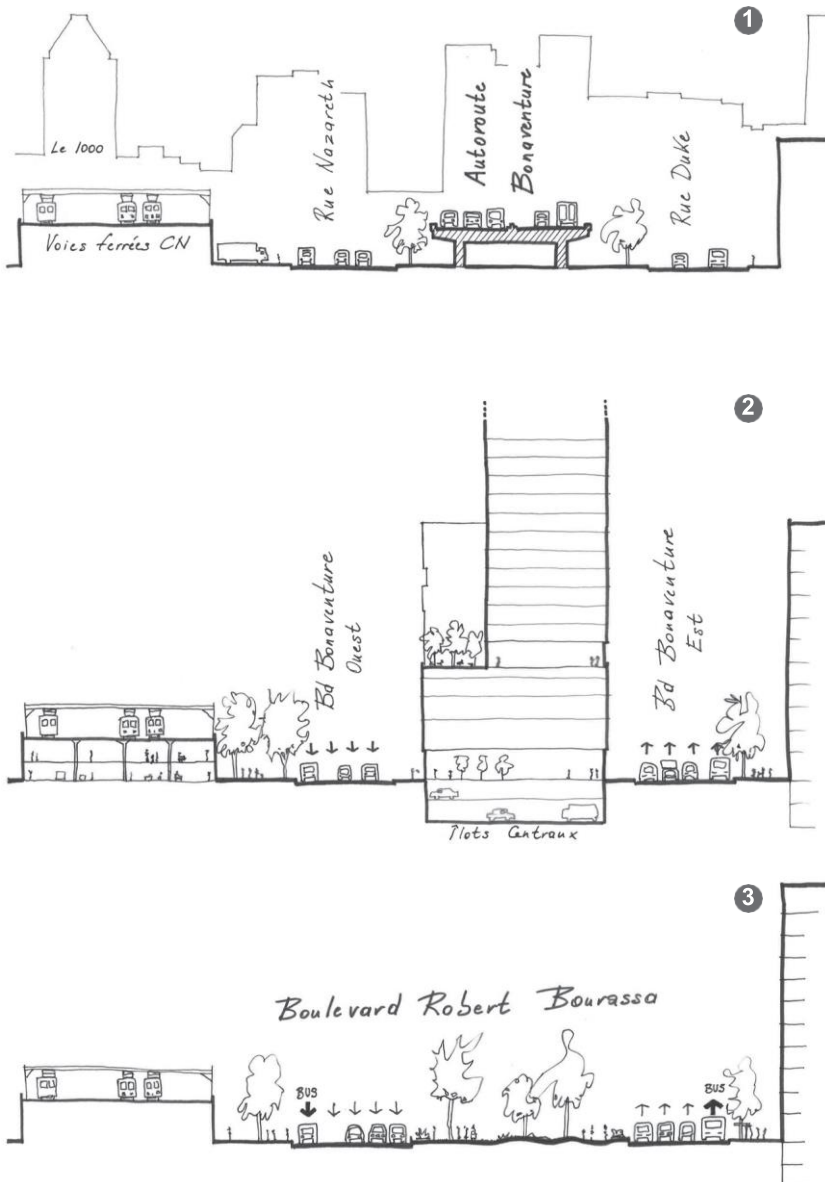 1
Le 1000
Rue Nazareth
Autoroute
Bonaventure
Rue Duke
Voies ferrées CN
2
Bd Bonaventure
Ouest
Bd Bonaventure
Est
Îlots Centraux
3
Boulevard Robert Bourassa
BUS
BUS